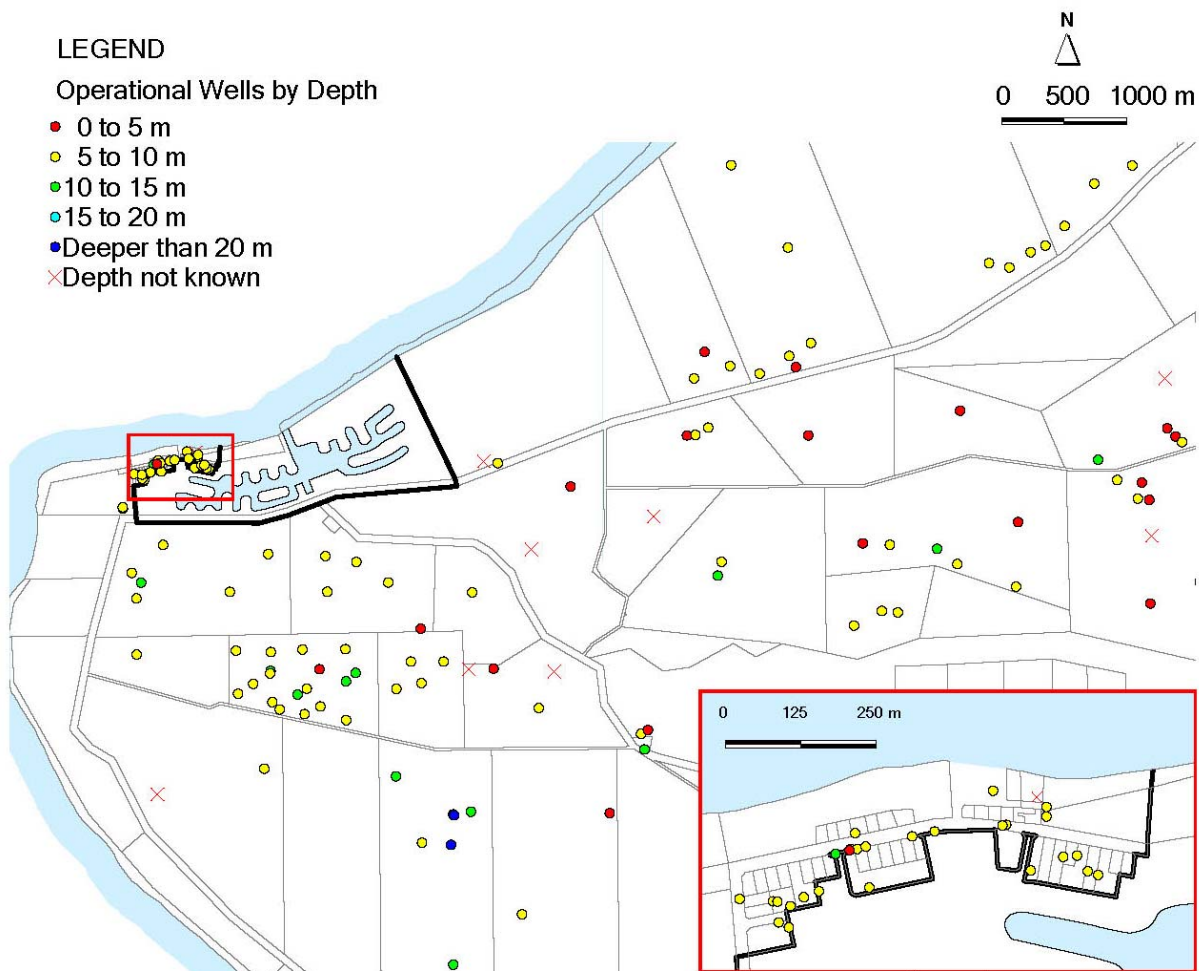 LEGEND
Operational Wells by Depth
0 to 5 m
5 to 10 m
10 to 15 m
15 to 20 m
Deeper than 20 m
Depth not known
N
0 500 1000 m
0 125 250 m